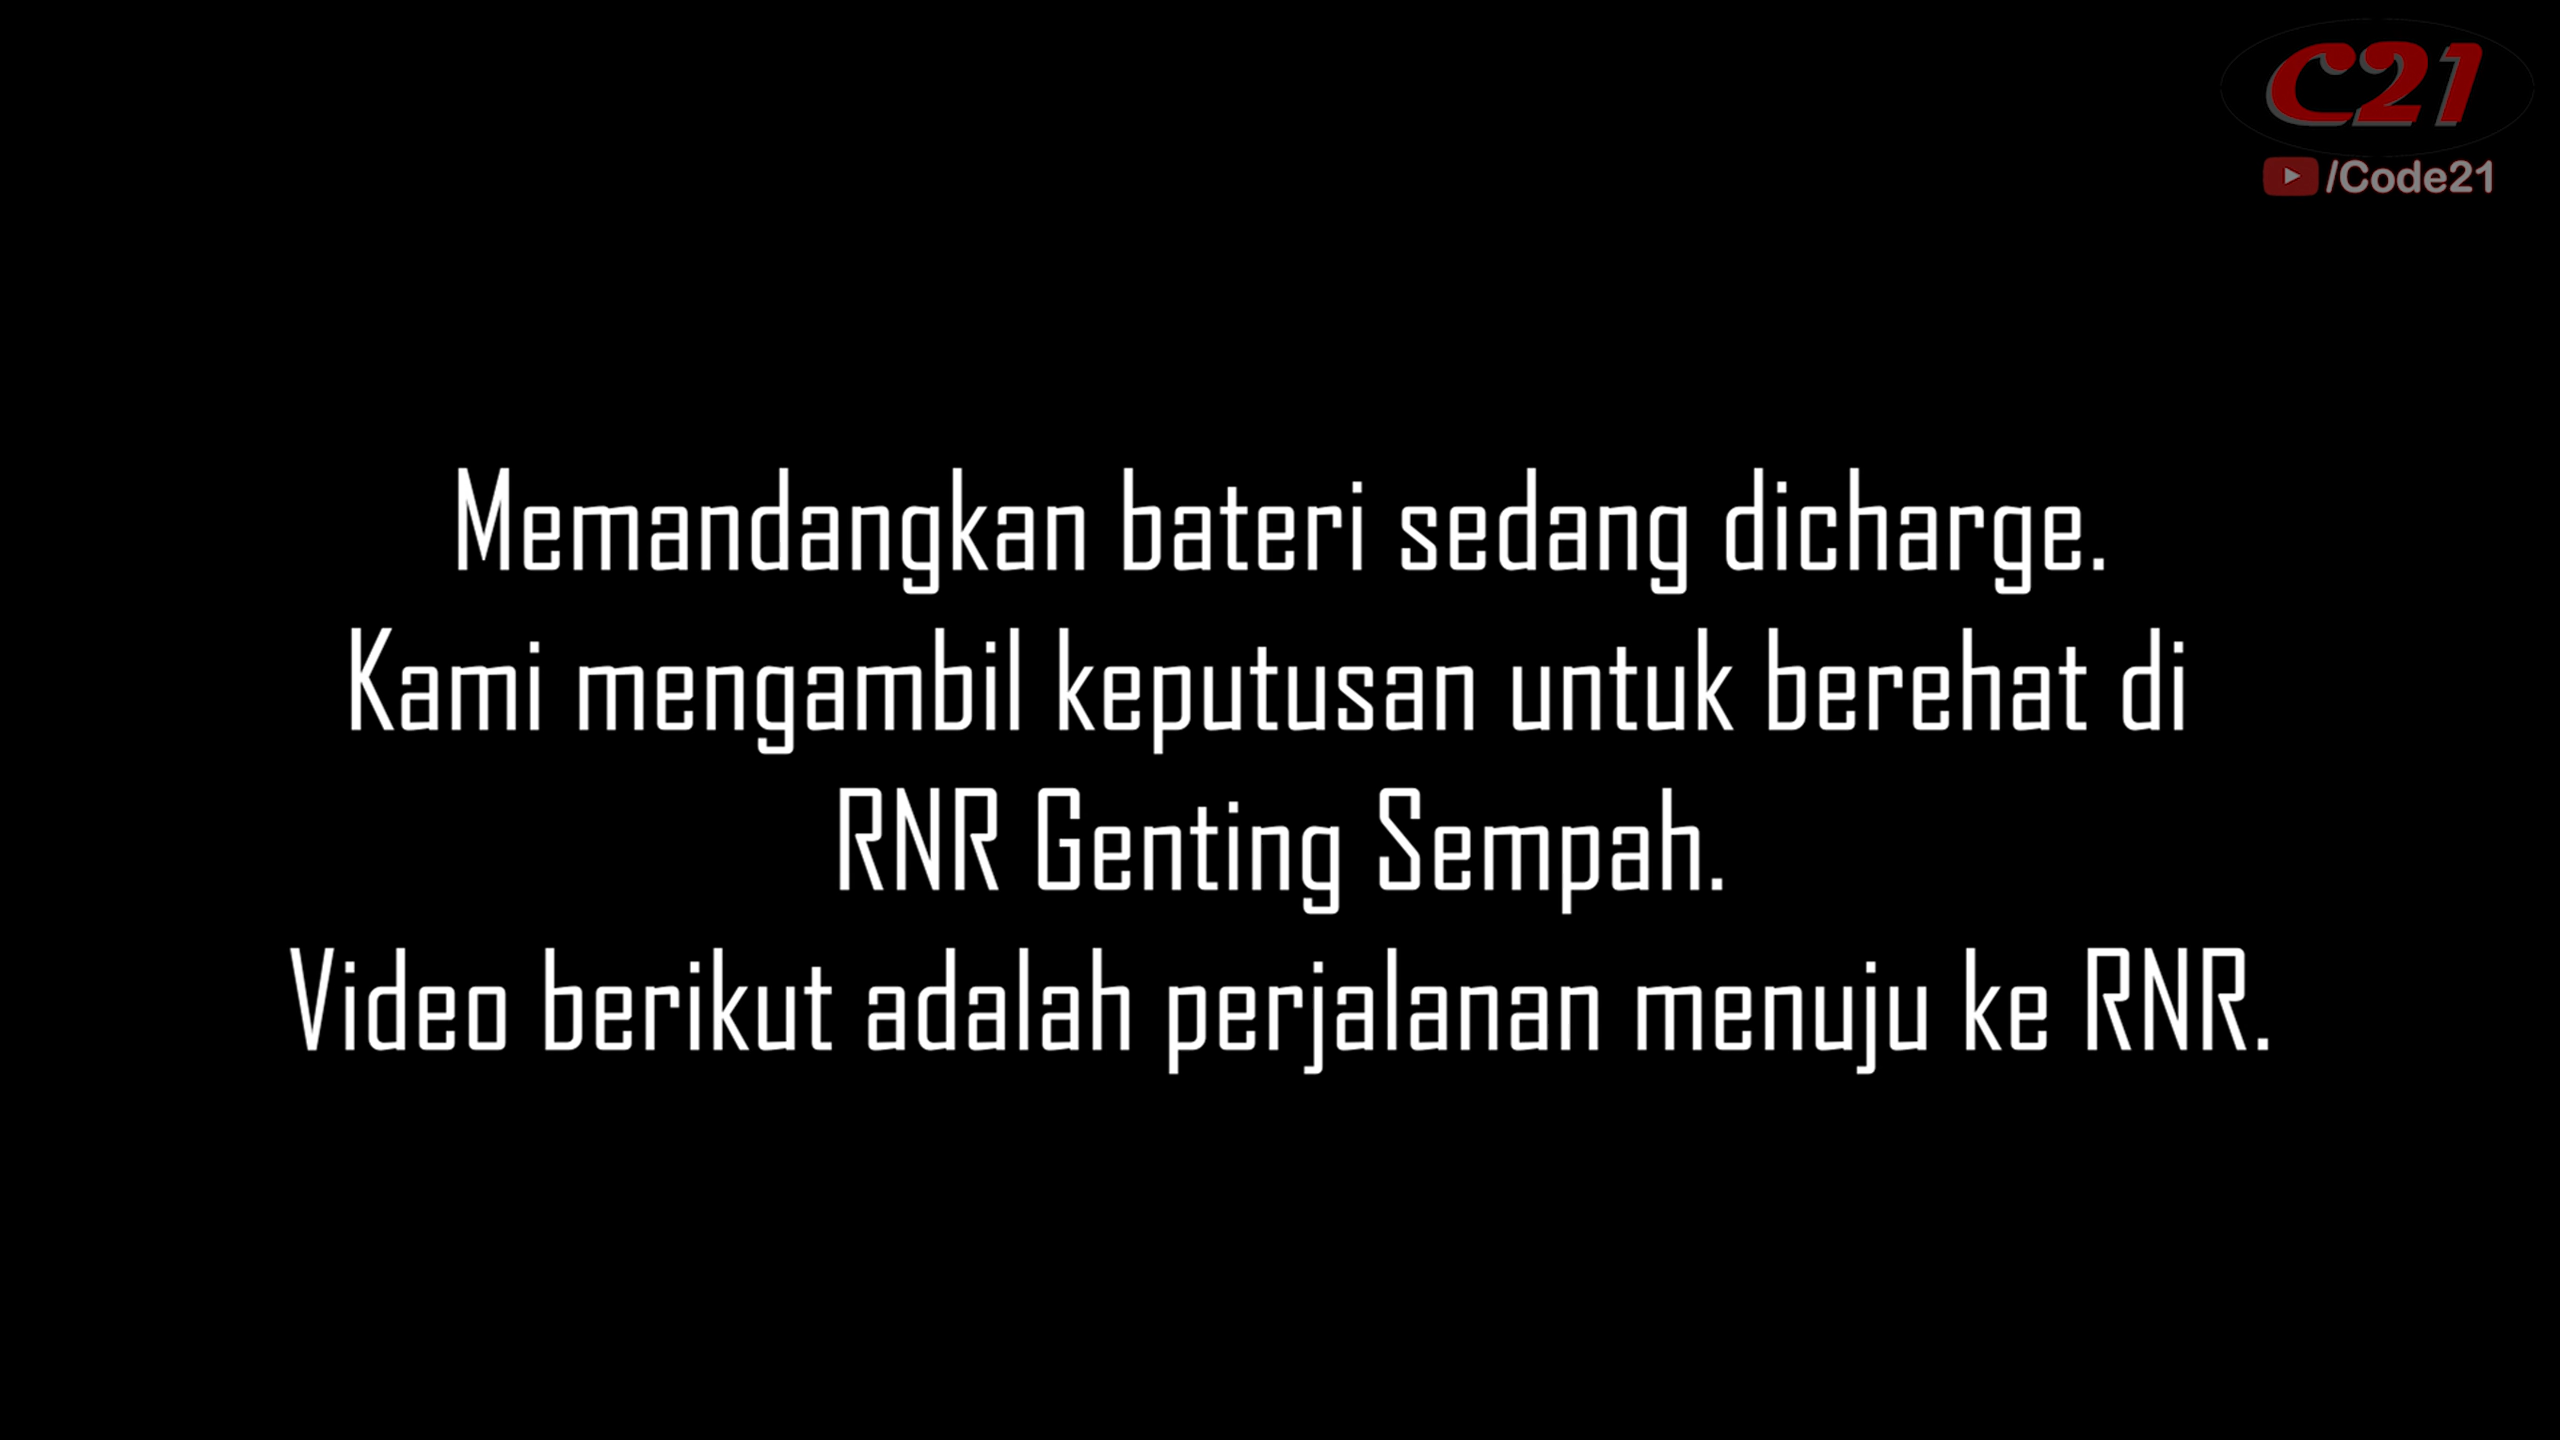 C21
/Code21
Memandangkan bateri sedang dicharge.
Kami mengambil keputusan untuk berehat di
RNR Genting Sempah.
Video berikut adalah perjalanan menuju ke RNR.